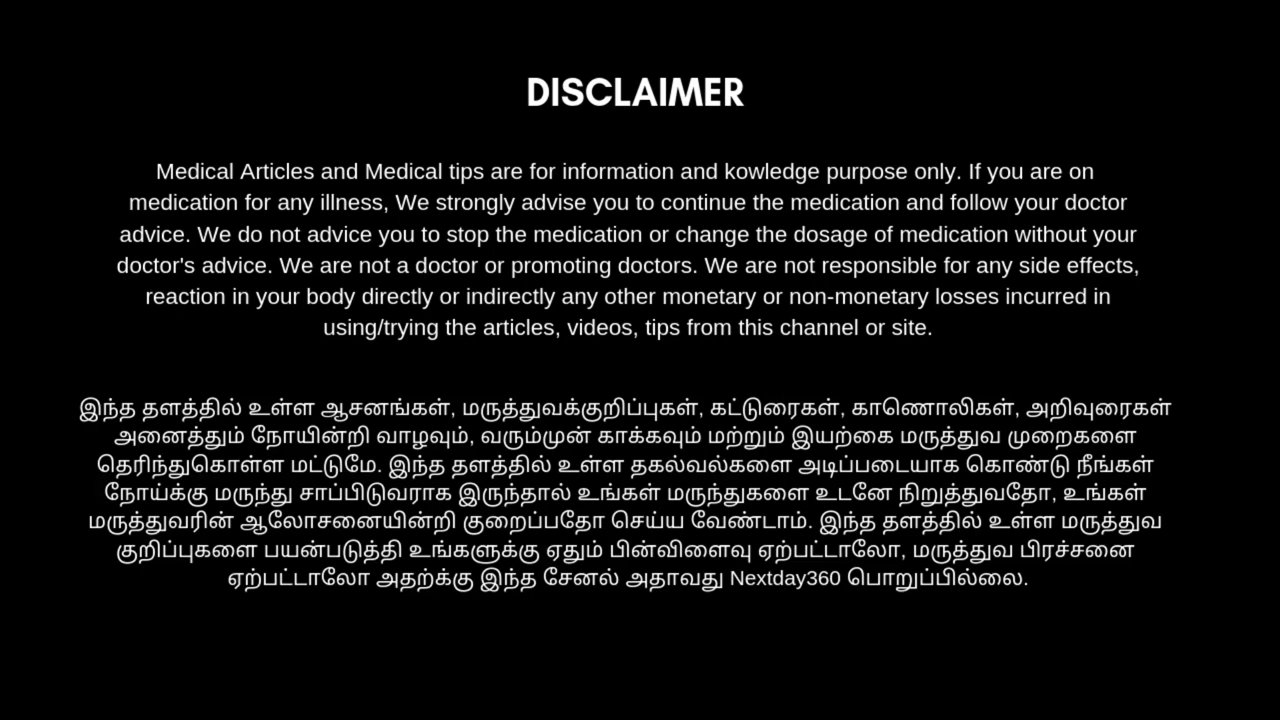 DISCLAIMER
Medical Articles and Medical tips are for information and kowledge purpose only. If you are on
medication for any illness, We strongly advise you to continue the medication and follow your doctor
advice. We do not advice you to stop the medication or change the dosage of medication without your
doctor's advice. We are not a doctor or promoting doctors. We are not responsible for any side effects,
reaction in your body directly or indirectly any other monetary or non-monetary losses incurred in
using/trying the articles, videos, tips from this channel or site.
இந்த தளத்தில் உள்ள ஆசனங்கள், மருத்துவக்குறிப்புகள், கட்டுரைகள், காணொலிகள், அறிவுரைகள்
அனைத்தும் நோயின்றி வாழவும், வரும்முன் காக்கவும் மற்றும் இயற்கை மருத்துவ முறைகளை
தெரிந்துகொள்ள மட்டுமே. இந்த தளத்தில் உள்ள தகல்வல்களை அடிப்படையாக கொண்டு நீங்கள்
நோய்க்கு மருந்து சாப்பிடுவராக இருந்தால் உங்கள் மருந்துகளை உடனே நிறுத்துவதோ, உங்கள்
மருத்துவரின் ஆலோசனையின்றி குறைப்பதோ செய்ய வேண்டாம். இந்த தளத்தில் உள்ள மருத்துவ
குறிப்புகளை பயன்படுத்தி உங்களுக்கு ஏதும் பின்விளைவு ஏற்பட்டாலோ, மருத்துவ பிரச்சனை
ஏற்பட்டாலோ அதற்க்கு இந்த சேனல் அதாவது Nextday360 பொறுப்பில்லை.